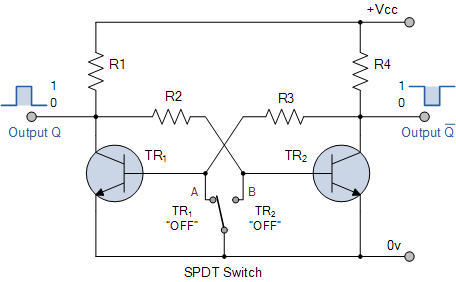 +Vcc
R1
R4
R2
R3
1
0
1
0
Output Q
Output Q̅
TR₁
TR₂
A
B
TR₁
"OFF"
TR₂
"OFF"
0v
SPDT Switch